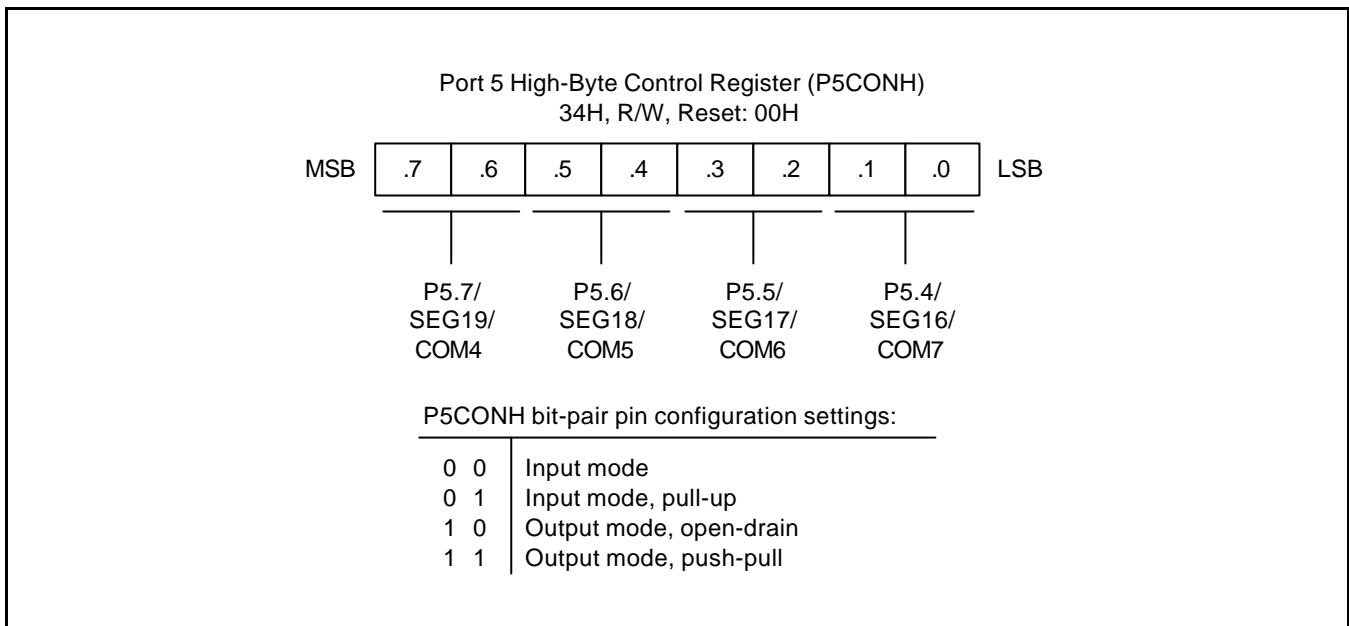 Port 5 High-Byte Control Register (P5CONH)
34H, R/W, Reset: 00H
MSB .7 .6 .5 .4 .3 .2 .1 .0 LSB
P5.7/ P5.6/ P5.5/ P5.4/
SEG19/ SEG18/ SEG17/ SEG16/
COM4 COM5 COM6 COM7
P5CONH bit-pair pin configuration settings:
0 0 Input mode
0 1 Input mode, pull-up
1 0 Output mode, open-drain
1 1 Output mode, push-pull